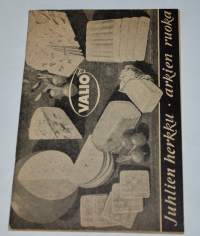 VALIO
Juhlien herkku · arkien ruoka